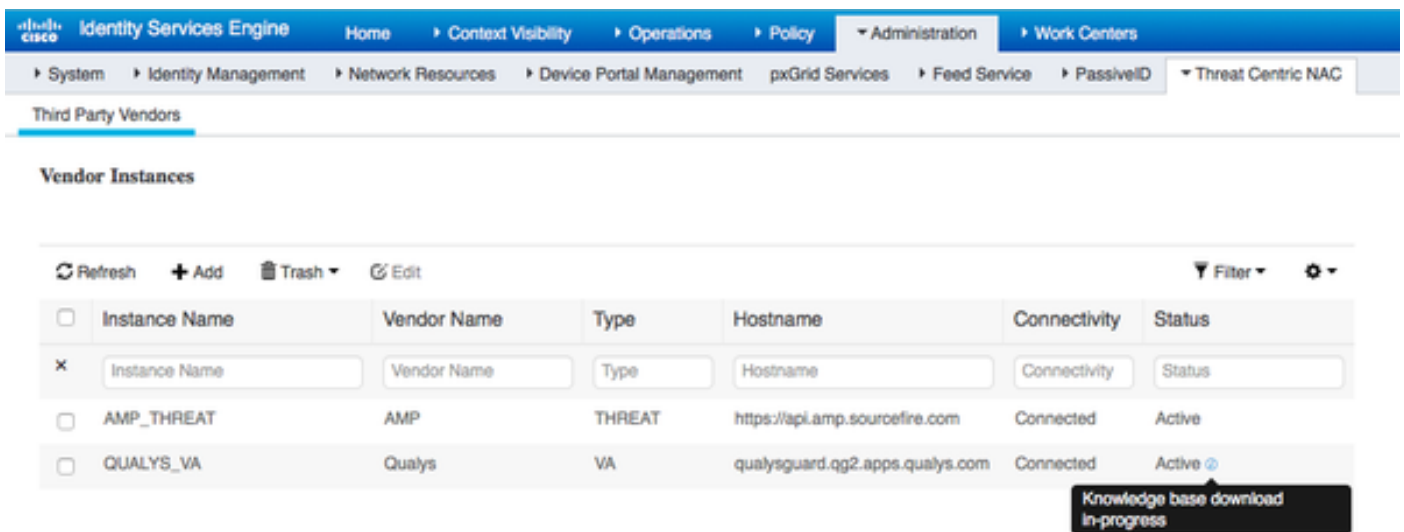 cisco Identity Services Engine Home Context Visibility Operations Policy Administration Work Centers
System Identity Management Network Resources Device Portal Management pxGrid Services Feed Service PassiveID Threat Centric NAC
Third Party Vendors
Vendor Instances
Refresh Add Trash Edit Filter
Instance Name Vendor Name Type Hostname Connectivity Status
Instance Name Vendor Name Type Hostname Connectivity Status
AMP_THREAT AMP THREAT https://api.amp.sourcefire.com Connected Active
QUALYS_VA Qualys VA qualysguard.qg2.apps.qualys.com Connected Active
Knowledge base download
in-progress